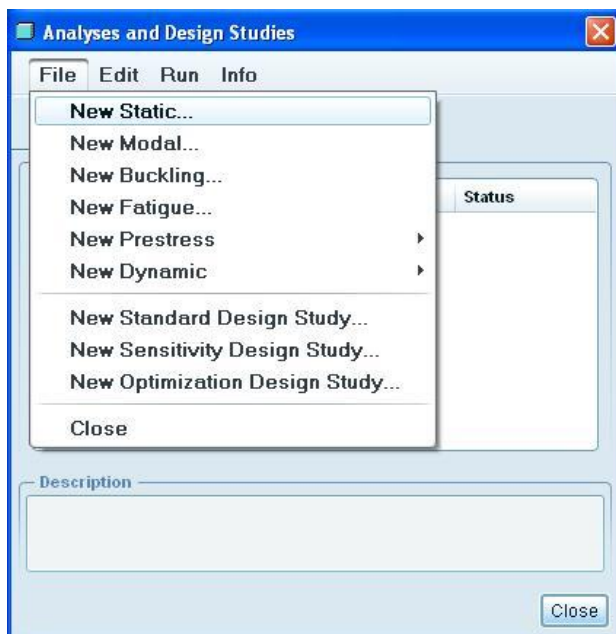 Analyses and Design Studies
File Edit Run Info
New Static...
New Modal...
New Buckling...
New Fatigue...
New Prestress
New Dynamic
New Standard Design Study...
New Sensitivity Design Study...
New Optimization Design Study...
Close
Status
Description
Close